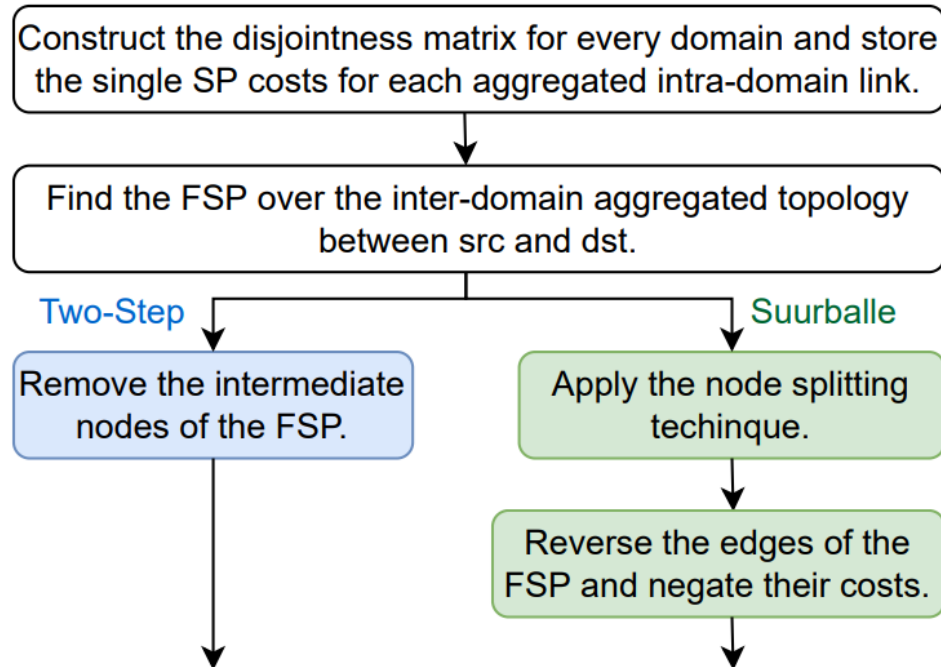 Construct the disjointness matrix for every domain and store
the single SP costs for each aggregated intra-domain link.
Find the FSP over the inter-domain aggregated topology
between src and dst.
Two-Step
Suurballe
Remove the intermediate
nodes of the FSP.
Apply the node splitting
techinque.
Reverse the edges of the
FSP and negate their costs.